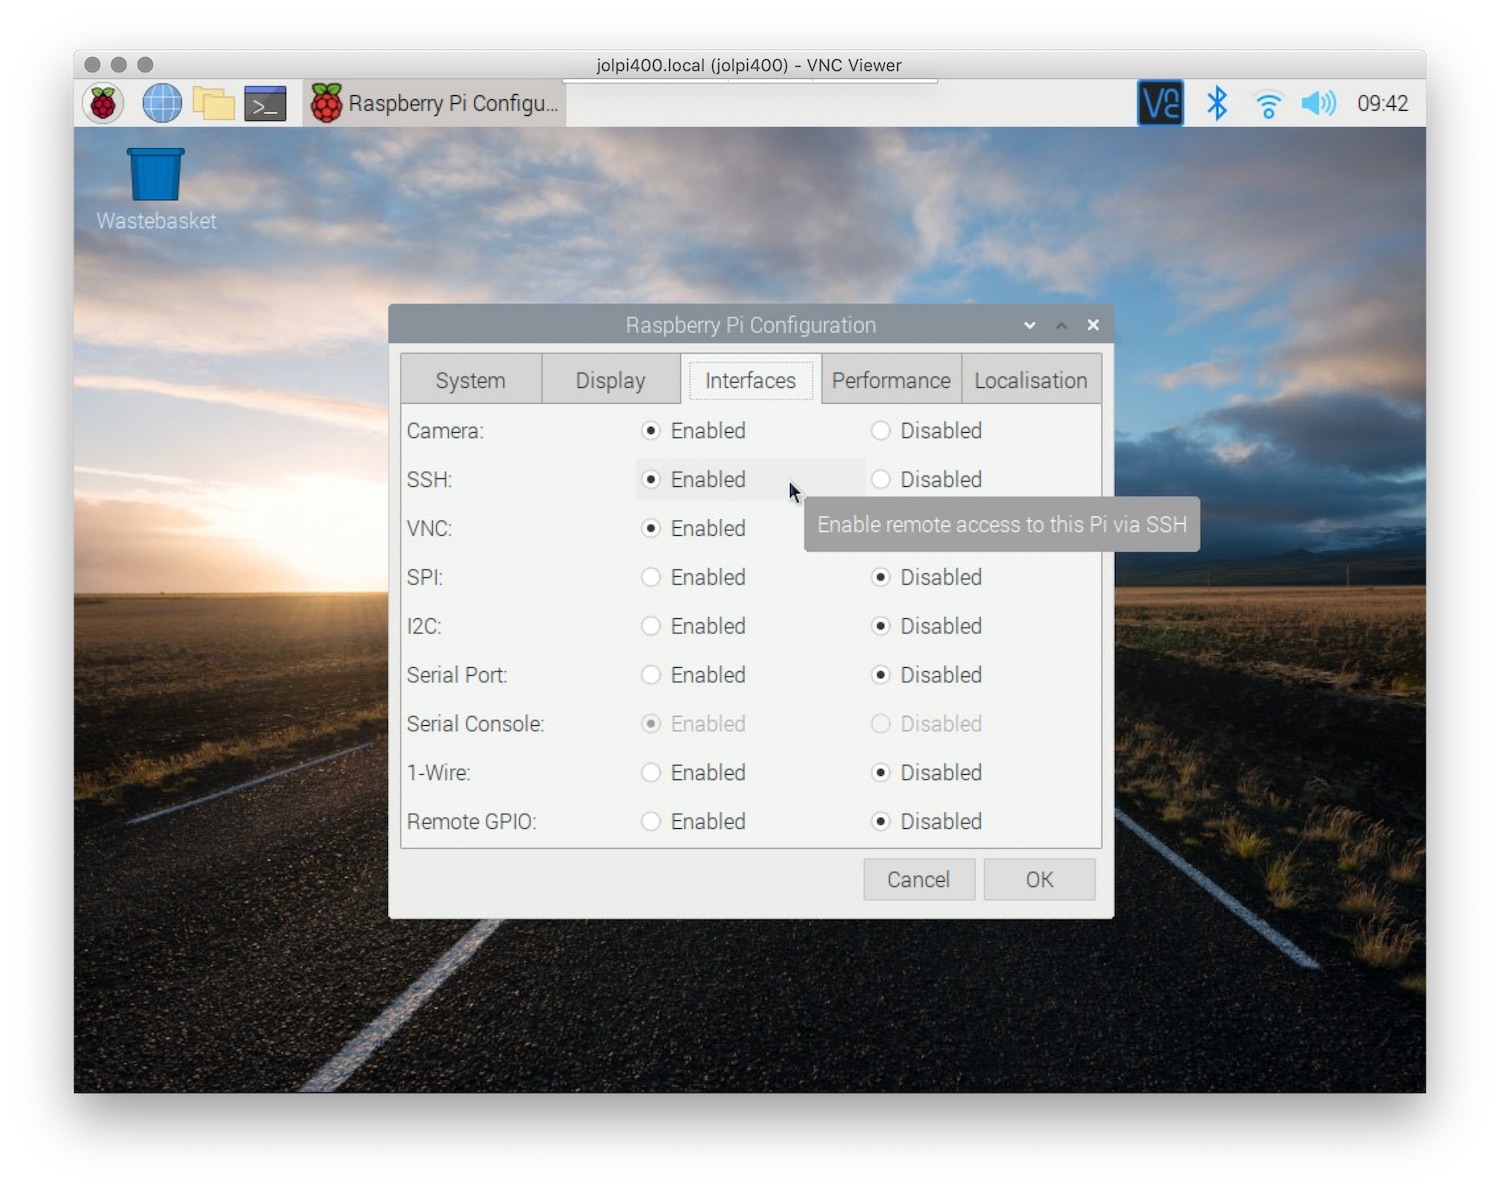 jolpi400.local (jolpi400) - VNC Viewer
Raspberry Pi Configu... 09:42
Wastebasket
Raspberry Pi Configuration
System Display Interfaces Performance Localisation
Camera: Enabled Disabled
SSH: Enabled Disabled
Enable remote access to this Pi via SSH
VNC: Enabled
SPI: Enabled Disabled
I2C: Enabled Disabled
Serial Port: Enabled Disabled
Serial Console: Enabled Disabled
1-Wire: Enabled Disabled
Remote GPIO: Enabled Disabled
Cancel OK